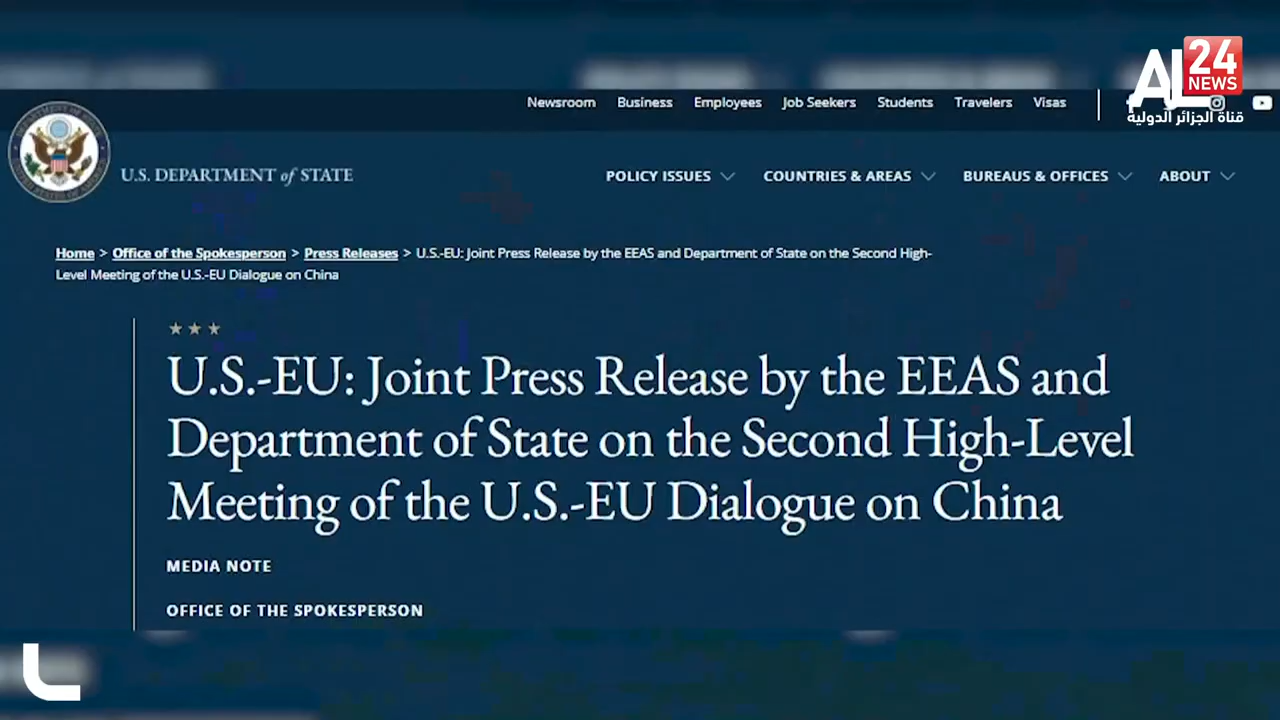 AL
24
NEWS
قناة الجزائر الدولية
Newsroom Business Employees Job Seekers Students Travelers Visas
U.S. DEPARTMENT of STATE
POLICY ISSUES COUNTRIES & AREAS BUREAUS & OFFICES ABOUT
Home > Office of the Spokesperson > Press Releases > U.S.-EU: Joint Press Release by the EEAS and Department of State on the Second High-
Level Meeting of the U.S.-EU Dialogue on China
U.S.-EU: Joint Press Release by the EEAS and
Department of State on the Second High-Level
Meeting of the U.S.-EU Dialogue on China
MEDIA NOTE
OFFICE OF THE SPOKESPERSON